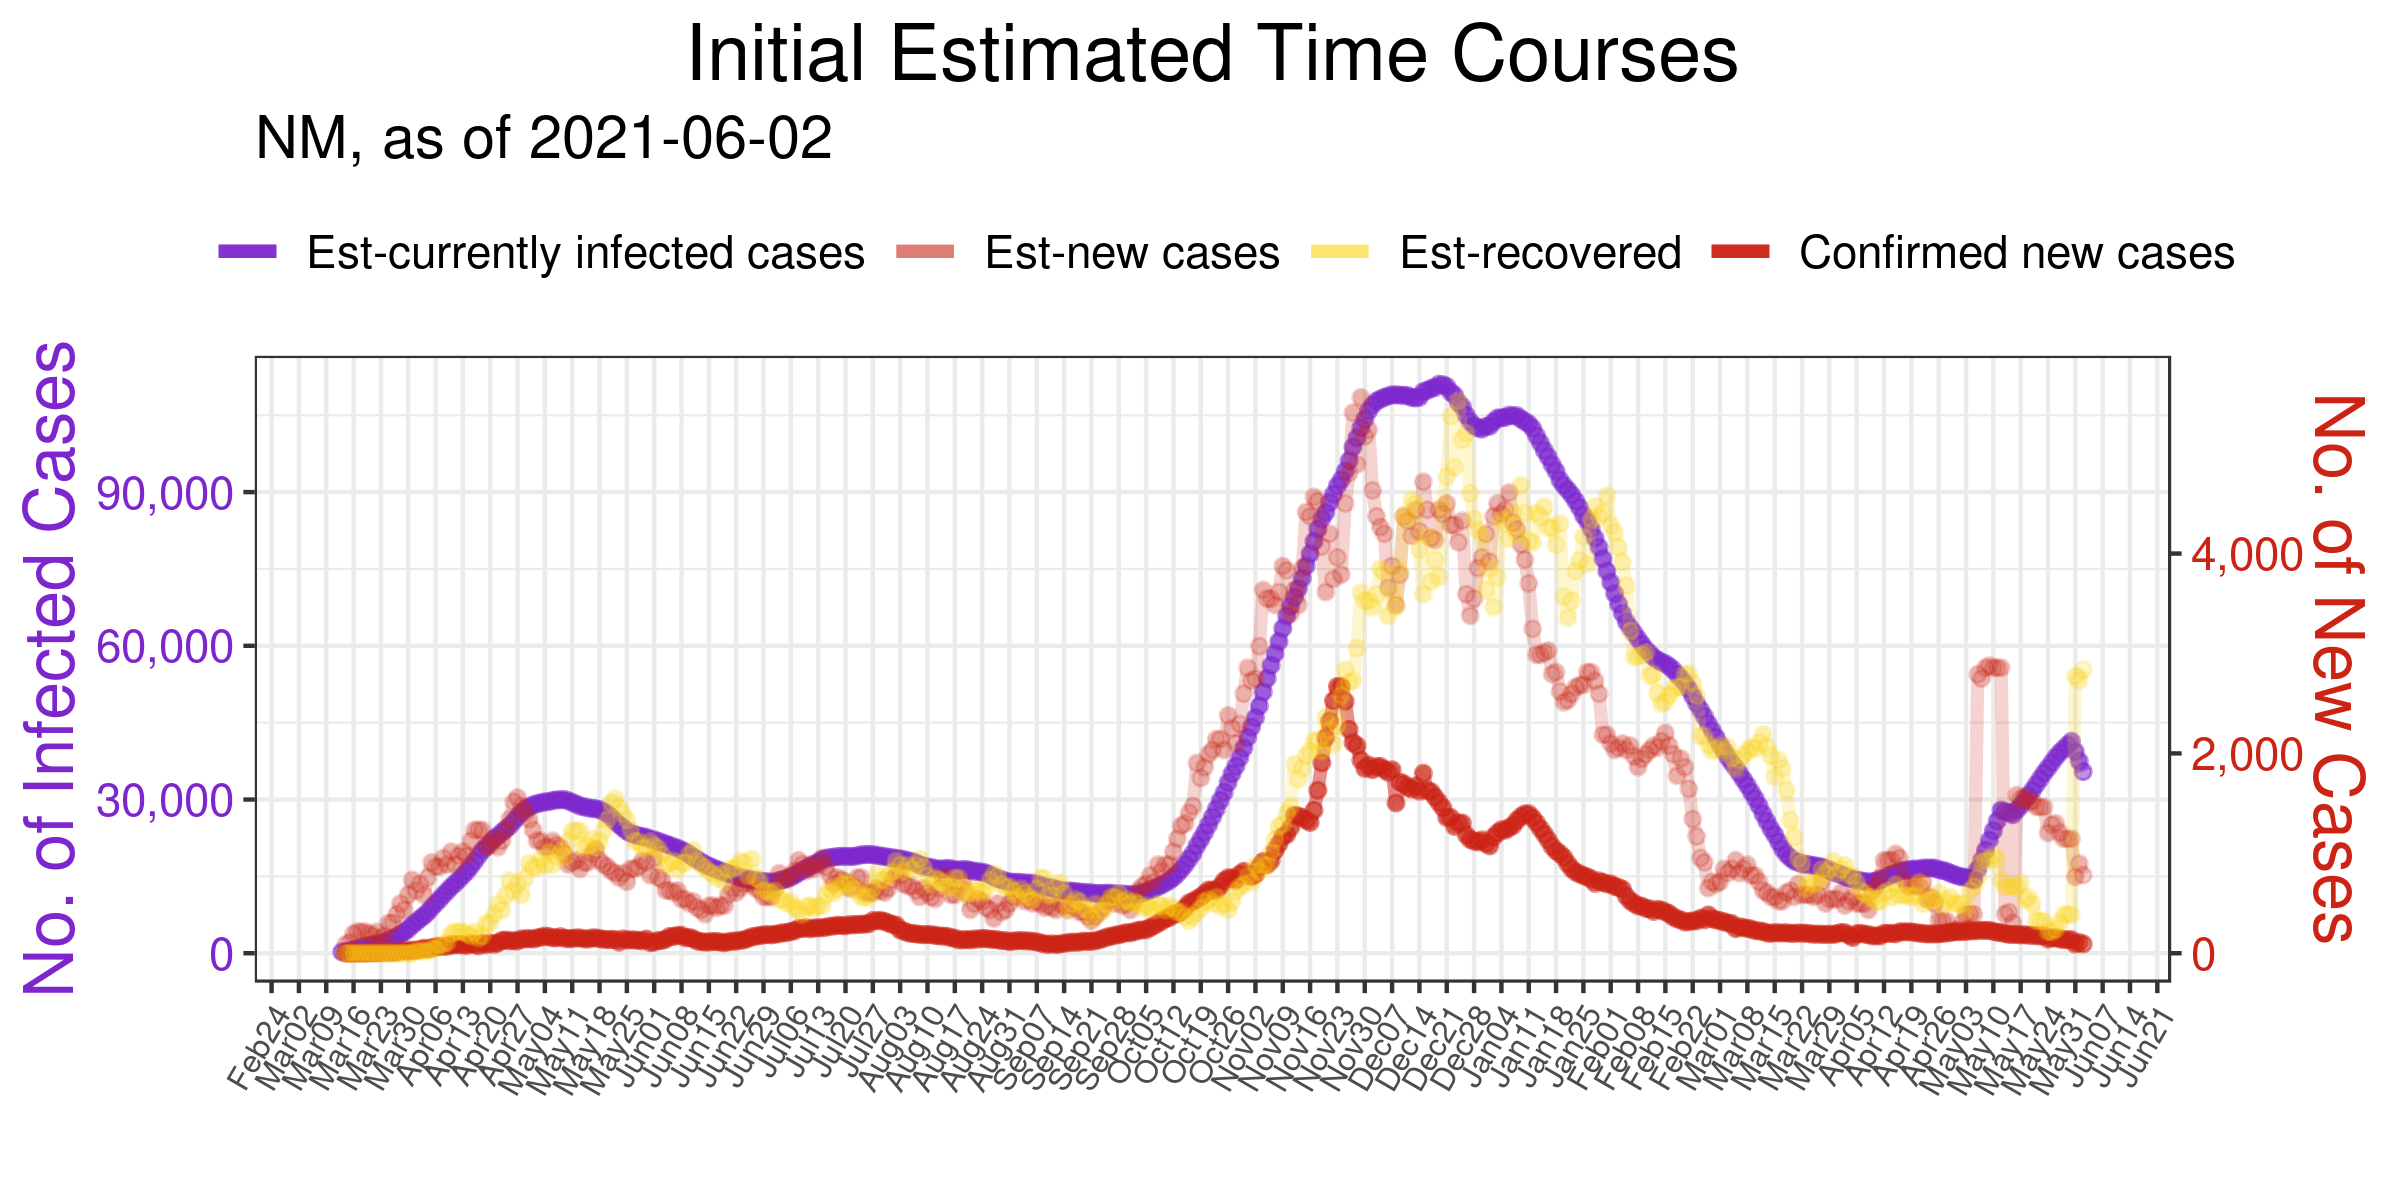 Initial Estimated Time Courses
NM, as of 2021-06-02
Est-currently infected cases Est-new cases Est-recovered Confirmed new cases
No. of Infected Cases
90,000
60,000
30,000
0
4,000
2,000
0
No. of New Cases
Feb24 Mar02 Mar09 Mar16 Mar23 Mar30 Apr06 Apr13 Apr20 Apr27 May04 May11 May18 May25 Jun01 Jun08 Jun15 Jun22 Jun29 Jul06 Jul13 Jul20 Jul27 Aug03 Aug10 Aug17 Aug24 Aug31 Sep07 Sep14 Sep21 Sep28 Oct05 Oct12 Oct19 Oct26 Nov02 Nov09 Nov16 Nov23 Nov30 Dec07 Dec14 Dec21 Dec28 Jan04 Jan11 Jan18 Jan25 Feb01 Feb08 Feb15 Feb22 Mar01 Mar08 Mar15 Mar22 Mar29 Apr05 Apr12 Apr19 Apr26 May03 May10 May17 May24 May31 Jun07 Jun14 Jun21